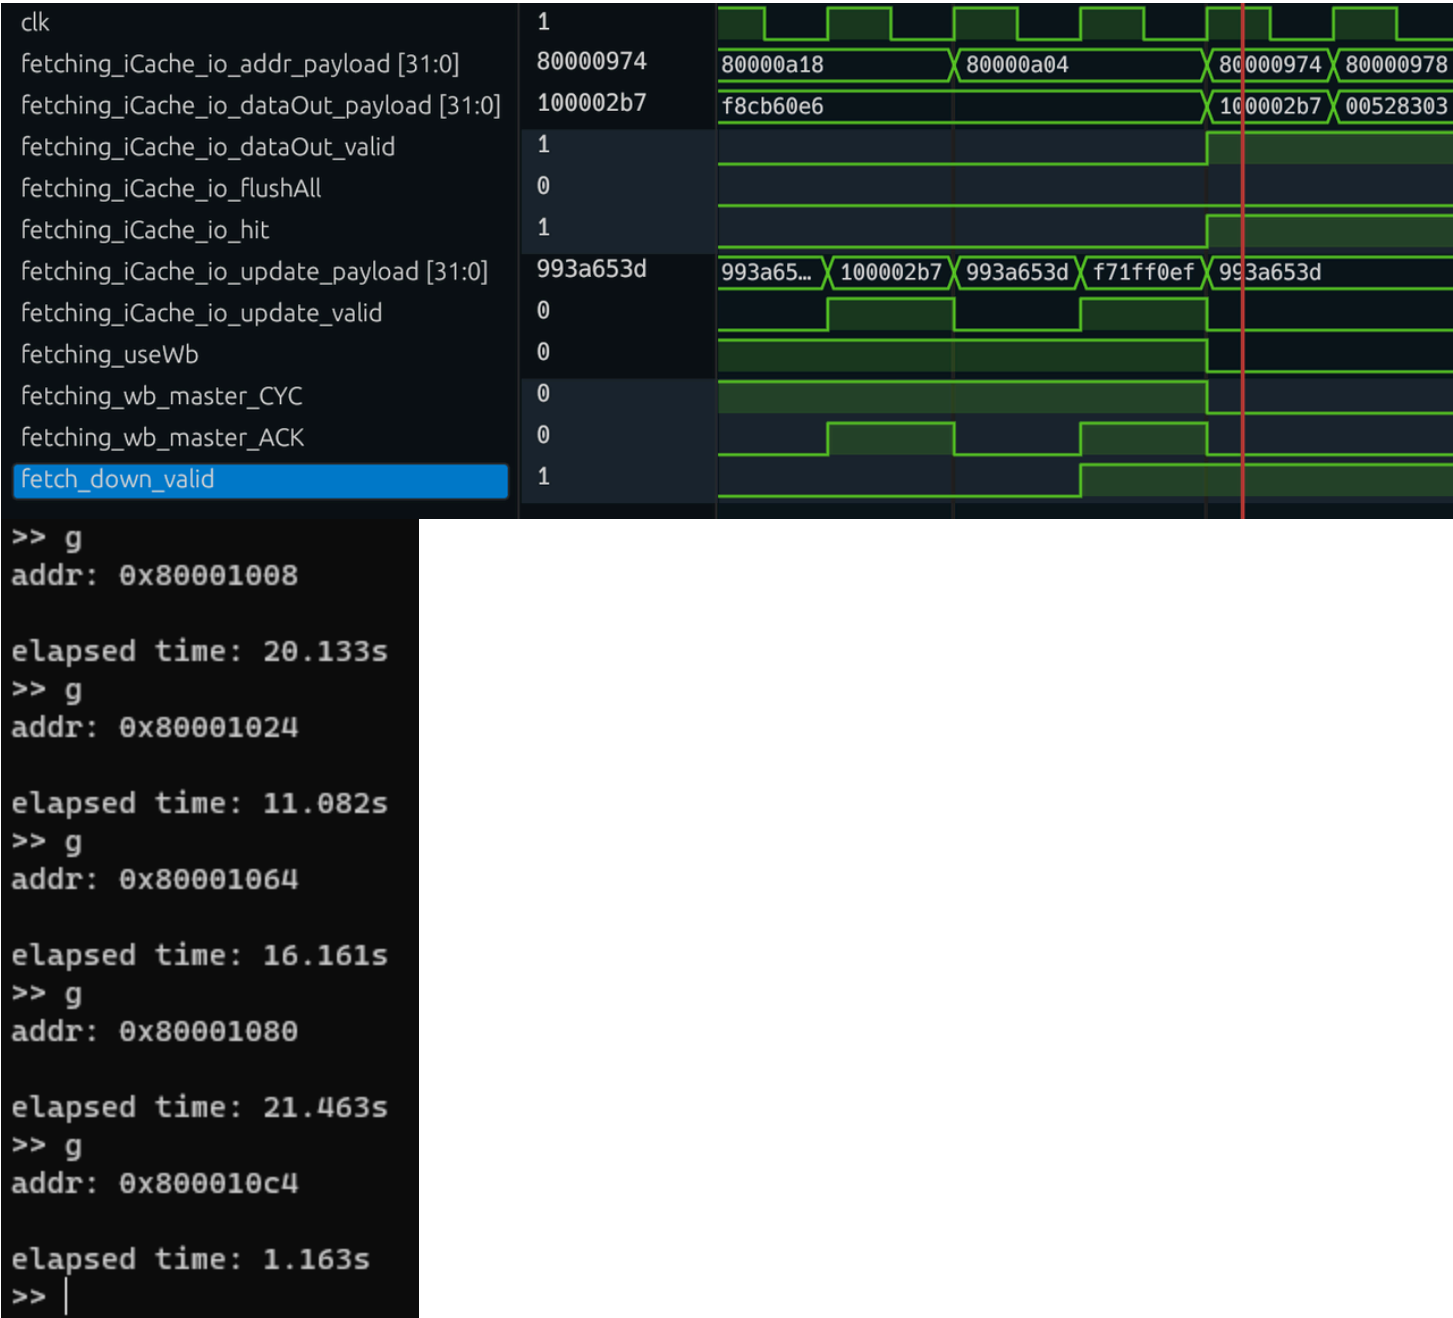 clk 1
fetching_iCache_io_addr_payload [31:0] 80000974 80000a18 80000a04 80000974 80000978
fetching_iCache_io_dataOut_payload [31:0] 100002b7 f8cb60e6 100002b7 00528303
fetching_iCache_io_dataOut_valid 1
fetching_iCache_io_flushAll 0
fetching_iCache_io_hit 1
fetching_iCache_io_update_payload [31:0] 993a653d 993a65... 100002b7 993a653d f71ff0ef 993a653d
fetching_iCache_io_update_valid 0
fetching_useWb 0
fetching_wb_master_CYC 0
fetching_wb_master_ACK 0
fetch_down_valid 1
>> g
addr: 0x80001008
elapsed time: 20.133s
>> g
addr: 0x80001024
elapsed time: 11.082s
>> g
addr: 0x80001064
elapsed time: 16.161s
>> g
addr: 0x80001080
elapsed time: 21.463s
>> g
addr: 0x800010c4
elapsed time: 1.163s
>>